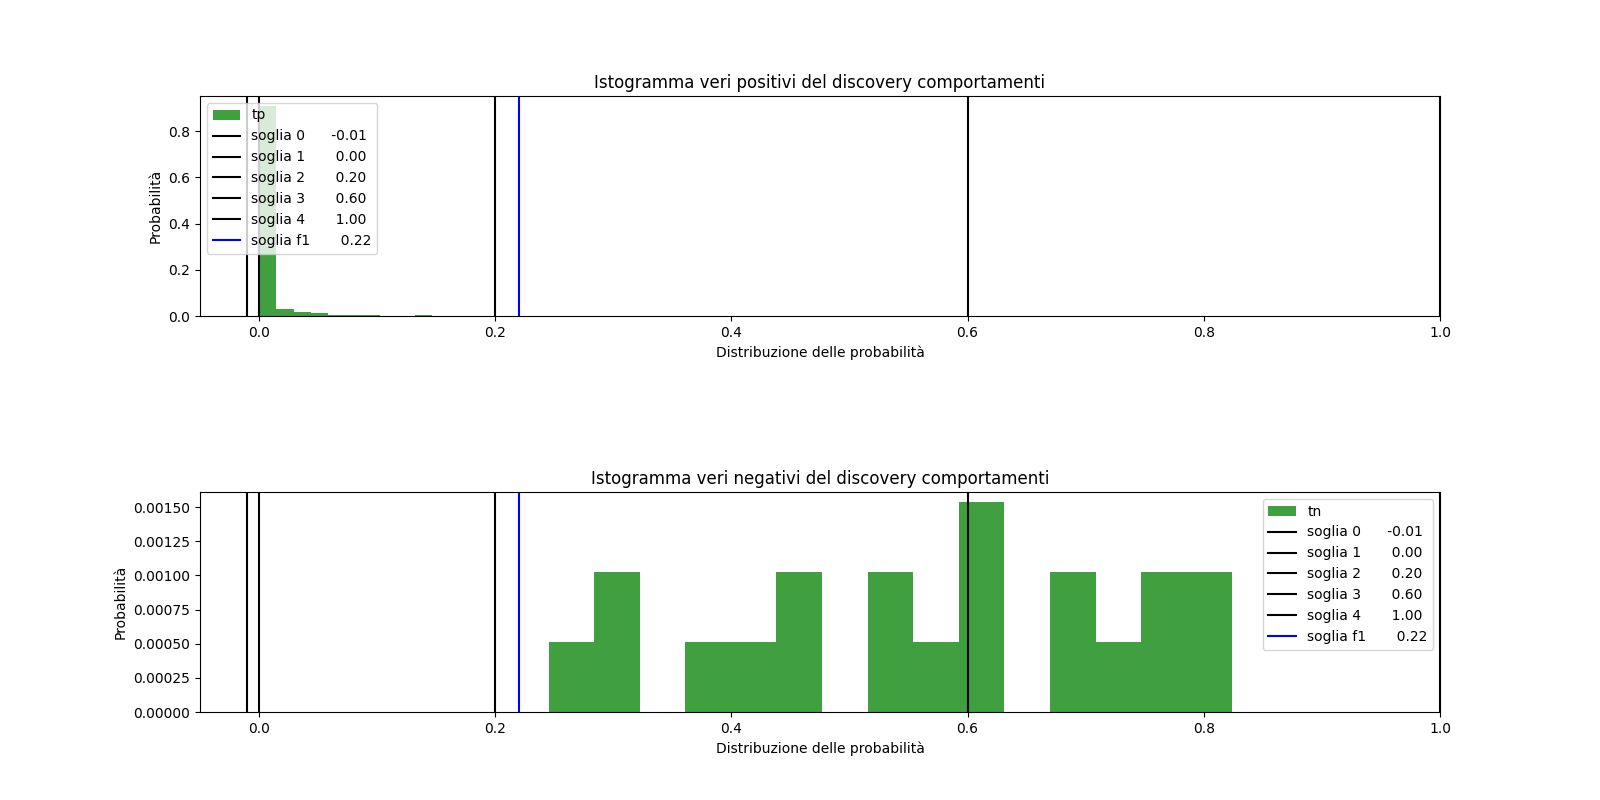 Istogramma veri positivi del discovery comportamenti
Probabilità
0.8
0.6
0.4
0.2
0.0
tp
soglia 0 -0.01
soglia 1 0.00
soglia 2 0.20
soglia 3 0.60
soglia 4 1.00
soglia f1 0.22
0.0 0.2 0.4 0.6 0.8 1.0
Distribuzione delle probabilità
Istogramma veri negativi del discovery comportamenti
Probabilità
0.00150
0.00125
0.00100
0.00075
0.00050
0.00025
0.00000
tn
soglia 0 -0.01
soglia 1 0.00
soglia 2 0.20
soglia 3 0.60
soglia 4 1.00
soglia f1 0.22
0.0 0.2 0.4 0.6 0.8 1.0
Distribuzione delle probabilità